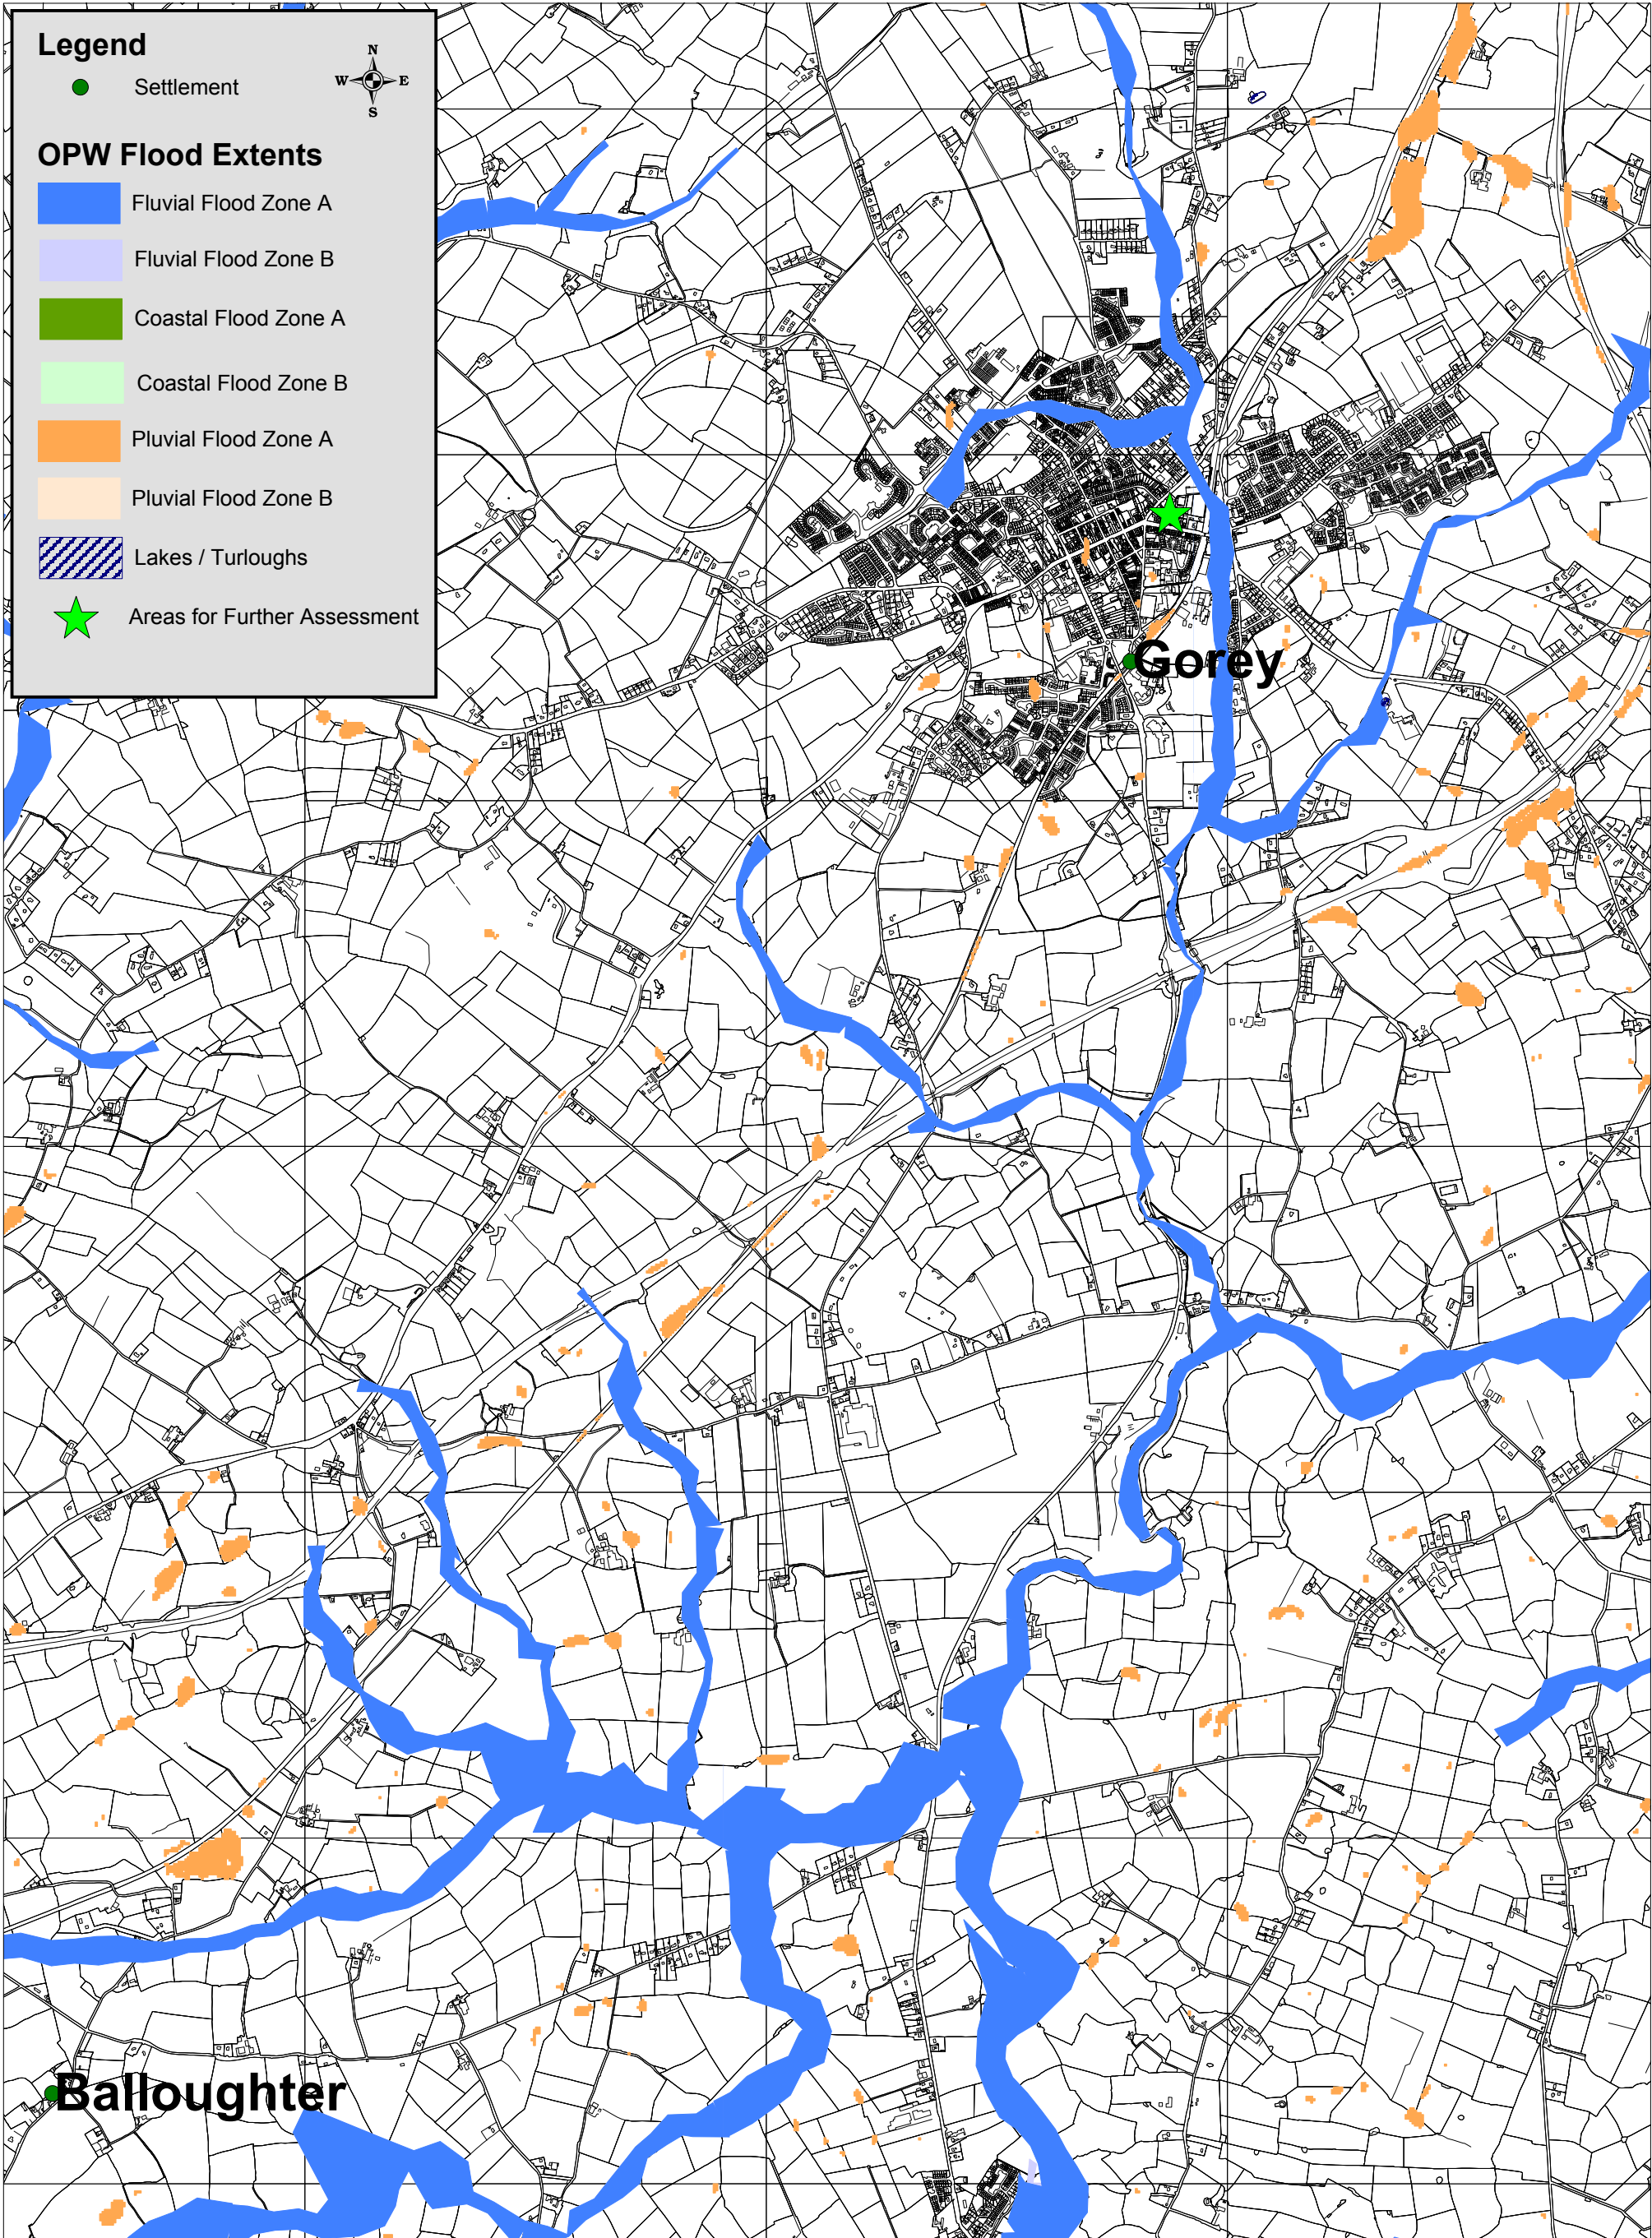 Legend
N
W E
S
Settlement
OPW Flood Extents
Fluvial Flood Zone A
Fluvial Flood Zone B
Coastal Flood Zone A
Coastal Flood Zone B
Pluvial Flood Zone A
Pluvial Flood Zone B
Lakes / Turloughs
Areas for Further Assessment
Gorey
Balloughter